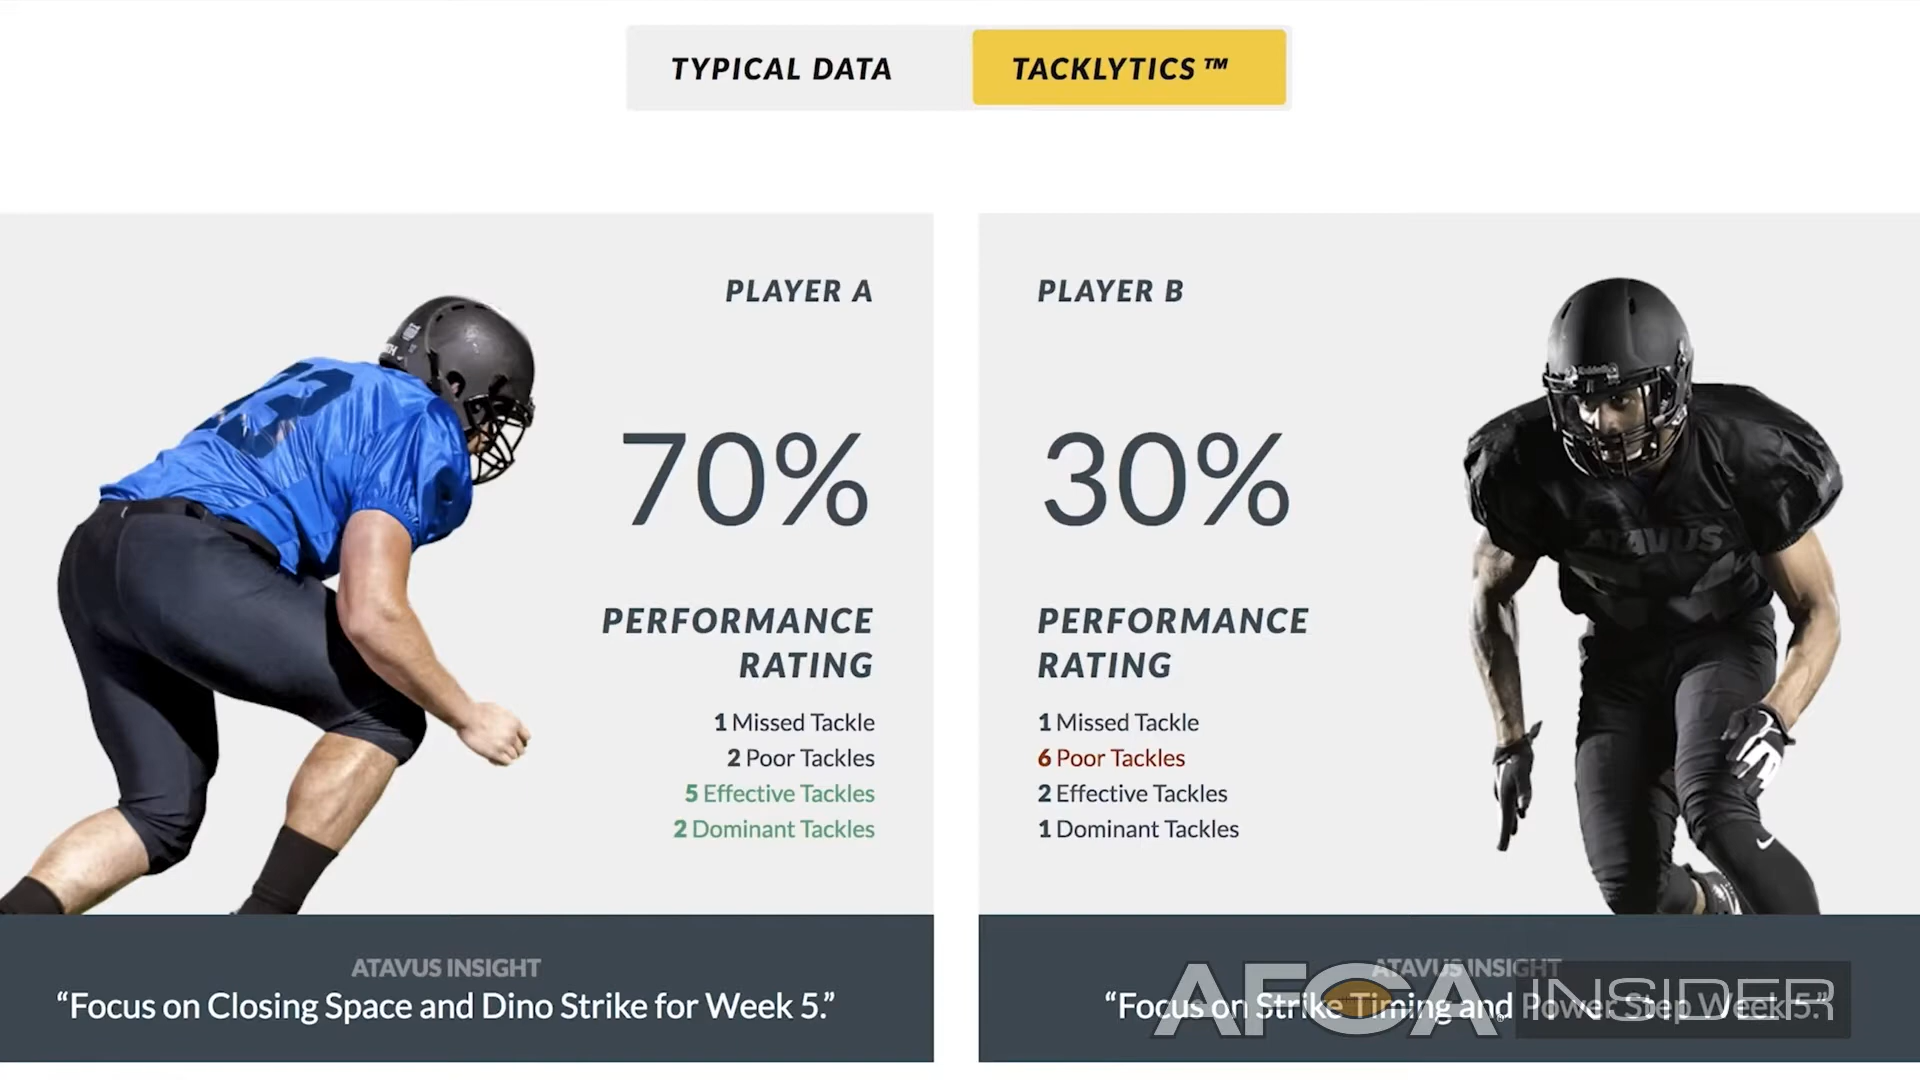 TYPICAL DATA
TACKLYTICS™
PLAYER A
70%
PERFORMANCE
RATING
1 Missed Tackle
2 Poor Tackles
5 Effective Tackles
2 Dominant Tackles
ATAVUS INSIGHT
“Focus on Closing Space and Dino Strike for Week 5.”
PLAYER B
30%
PERFORMANCE
RATING
1 Missed Tackle
6 Poor Tackles
2 Effective Tackles
1 Dominant Tackles
Riddell
ATAVUS
ATAVUS INSIGHT
“Focus on Strike Timing and Power Step Week 5.”
AFCA INSIDER